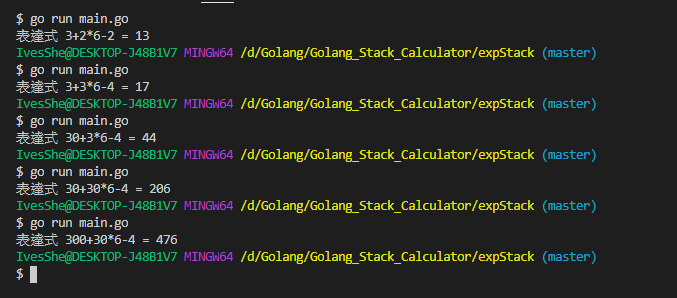 $ go run main.go
表達式 3+2*6-2 = 13
IvesShe@DESKTOP-J48B1V7 MINGW64 /d/Golang/Golang_Stack_Calculator/expStack (master)
$ go run main.go
表達式 3+3*6-4 = 17
IvesShe@DESKTOP-J48B1V7 MINGW64 /d/Golang/Golang_Stack_Calculator/expStack (master)
$ go run main.go
表達式 30+3*6-4 = 44
IvesShe@DESKTOP-J48B1V7 MINGW64 /d/Golang/Golang_Stack_Calculator/expStack (master)
$ go run main.go
表達式 30+30*6-4 = 206
IvesShe@DESKTOP-J48B1V7 MINGW64 /d/Golang/Golang_Stack_Calculator/expStack (master)
$ go run main.go
表達式 300+30*6-4 = 476
IvesShe@DESKTOP-J48B1V7 MINGW64 /d/Golang/Golang_Stack_Calculator/expStack (master)
$